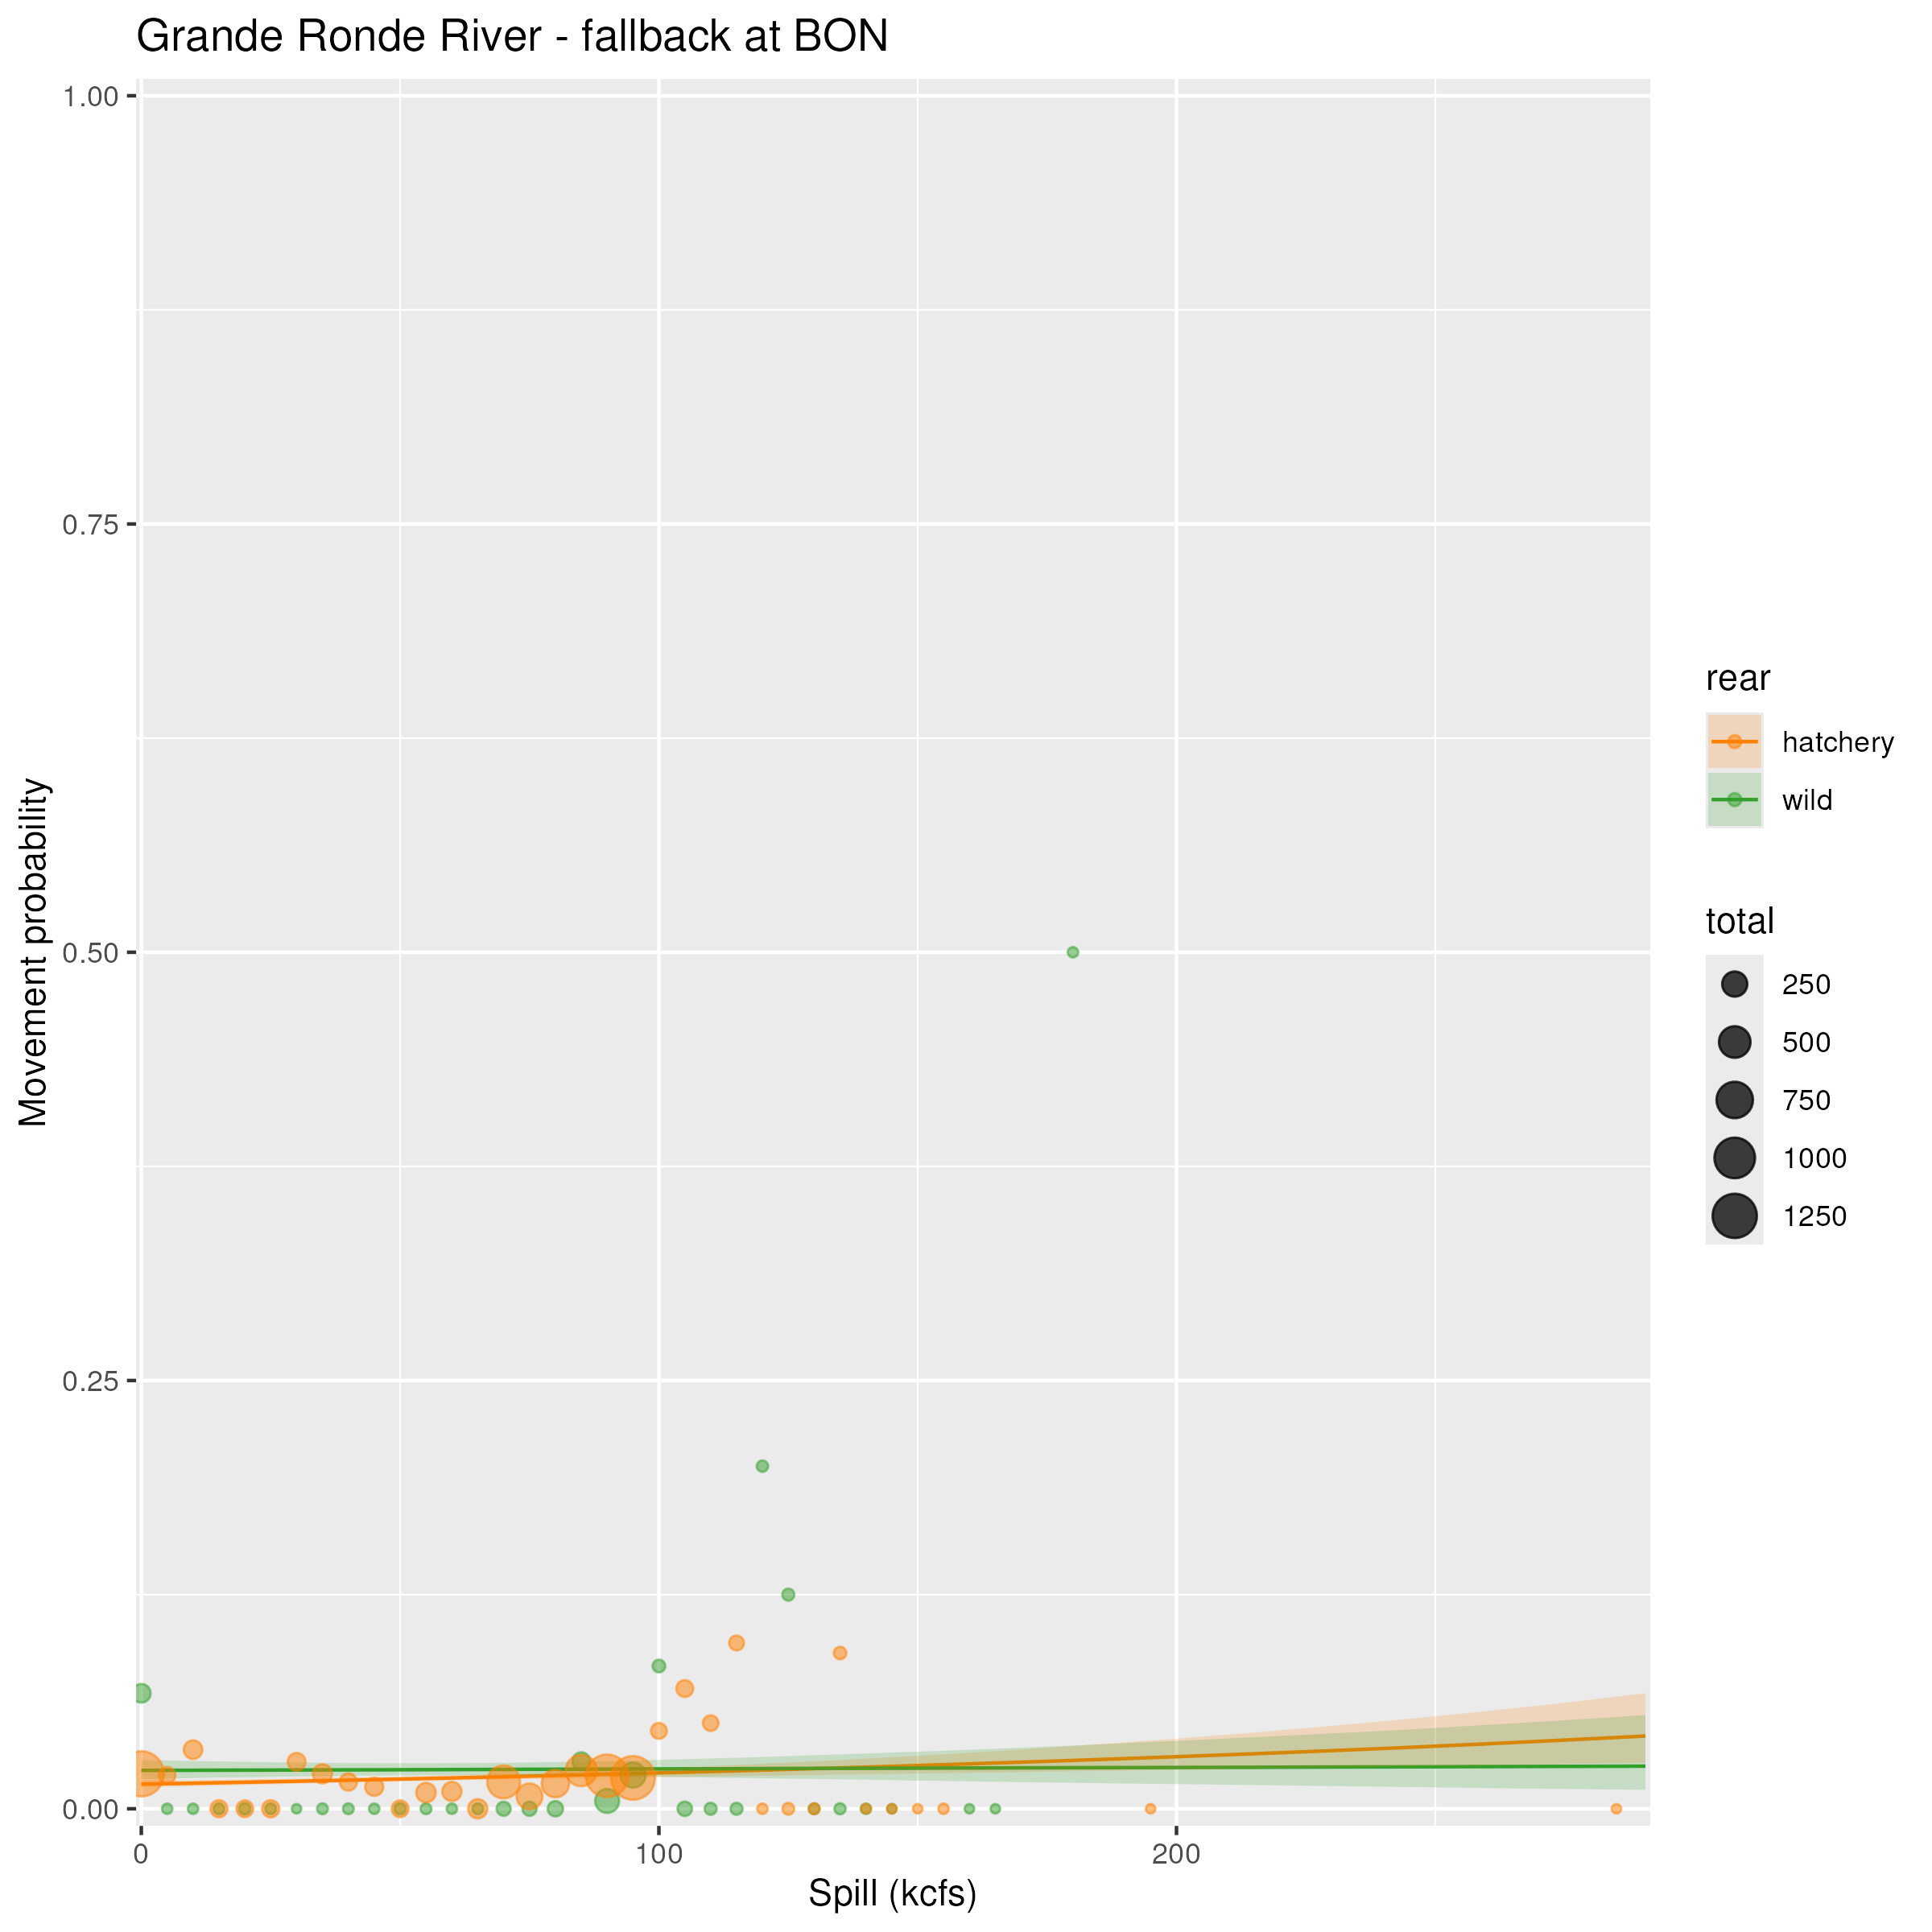 Grande Ronde River - fallback at BON
1.00
0.75
0.50
0.25
0.00
Movement probability
0
100
200
Spill (kcfs)
rear
hatchery
wild
total
250
500
750
1000
1250